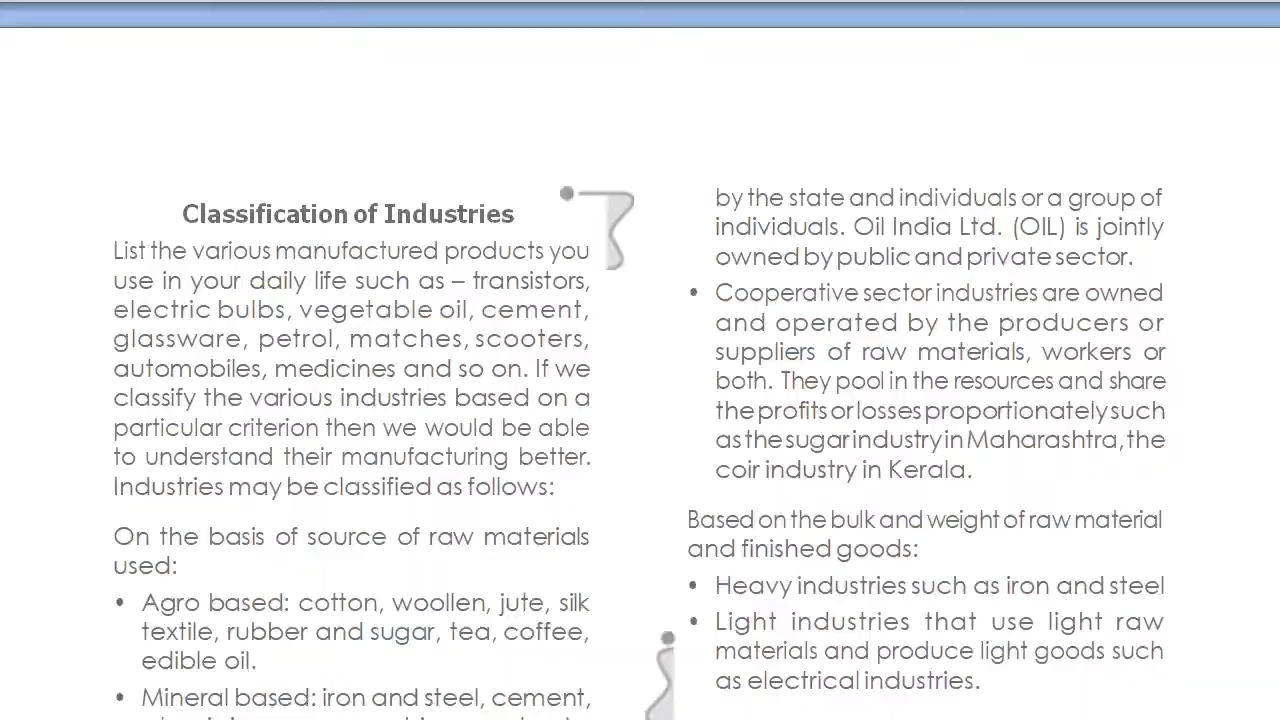 Classification of Industries
List the various manufactured products you
use in your daily life such as – transistors,
electric bulbs, vegetable oil, cement,
glassware, petrol, matches, scooters,
automobiles, medicines and so on. If we
classify the various industries based on a
particular criterion then we would be able
to understand their manufacturing better.
Industries may be classified as follows:
On the basis of source of raw materials
used:
• Agro based: cotton, woollen, jute, silk
textile, rubber and sugar, tea, coffee,
edible oil.
• Mineral based: iron and steel, cement,
by the state and individuals or a group of
individuals. Oil India Ltd. (OIL) is jointly
owned by public and private sector.
• Cooperative sector industries are owned
and operated by the producers or
suppliers of raw materials, workers or
both. They pool in the resources and share
the profits or losses proportionately such
as the sugar industry in Maharashtra, the
coir industry in Kerala.
Based on the bulk and weight of raw material
and finished goods:
• Heavy industries such as iron and steel
• Light industries that use light raw
materials and produce light goods such
as electrical industries.